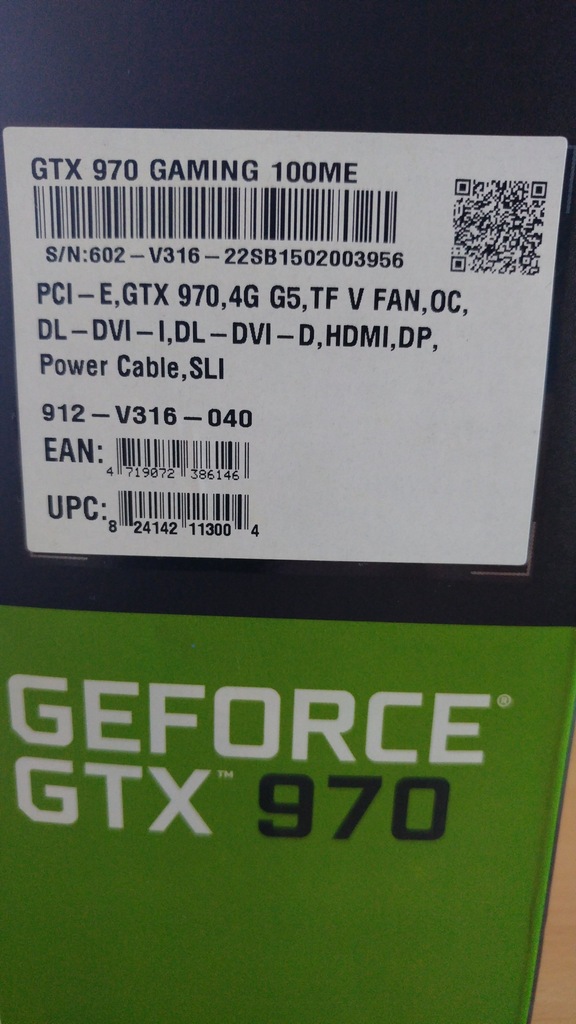 GTX 970 GAMING 100ME
S/N:602-V316-22SB1502003956
PCI-E,GTX 970,4G G5,TF V FAN,OC,
DL-DVI-I,DL-DVI-D,HDMI,DP,
Power Cable,SLI
912-V316-040
EAN:
4 719072 386146
UPC:
8 24142 11300 4
GEFORCE®
GTX™ 970